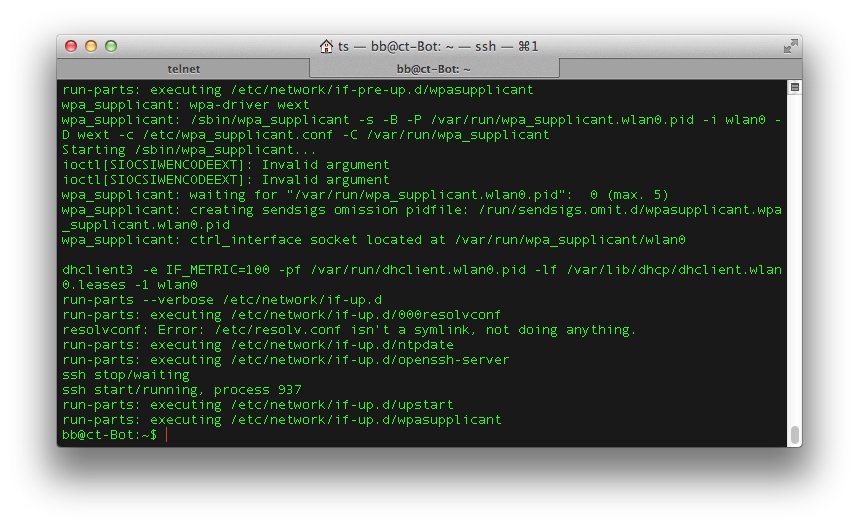 ts — bb@ct-Bot: ~ — ssh — ⌘1
telnet
bb@ct-Bot: ~
run-parts: executing /etc/network/if-pre-up.d/wpasupplicant
wpa_supplicant: wpa-driver wext
wpa_supplicant: /sbin/wpa_supplicant -s -B -P /var/run/wpa_supplicant.wlan0.pid -i wlan0 -
D wext -c /etc/wpa_supplicant.conf -C /var/run/wpa_supplicant
Starting /sbin/wpa_supplicant...
ioctl[SIOCSIWENCODEEXT]: Invalid argument
ioctl[SIOCSIWENCODEEXT]: Invalid argument
wpa_supplicant: waiting for "/var/run/wpa_supplicant.wlan0.pid":  0 (max. 5)
wpa_supplicant: creating sendsigs omission pidfile: /run/sendsigs.omit.d/wpasupplicant.wpa
_supplicant.wlan0.pid
wpa_supplicant: ctrl_interface socket located at /var/run/wpa_supplicant/wlan0
dhclient3 -e IF_METRIC=100 -pf /var/run/dhclient.wlan0.pid -lf /var/lib/dhcp/dhclient.wlan
0.leases -1 wlan0
run-parts --verbose /etc/network/if-up.d
run-parts: executing /etc/network/if-up.d/000resolvconf
resolvconf: Error: /etc/resolv.conf isn't a symlink, not doing anything.
run-parts: executing /etc/network/if-up.d/ntpdate
run-parts: executing /etc/network/if-up.d/openssh-server
ssh stop/waiting
ssh start/running, process 937
run-parts: executing /etc/network/if-up.d/upstart
run-parts: executing /etc/network/if-up.d/wpasupplicant
bb@ct-Bot:~$